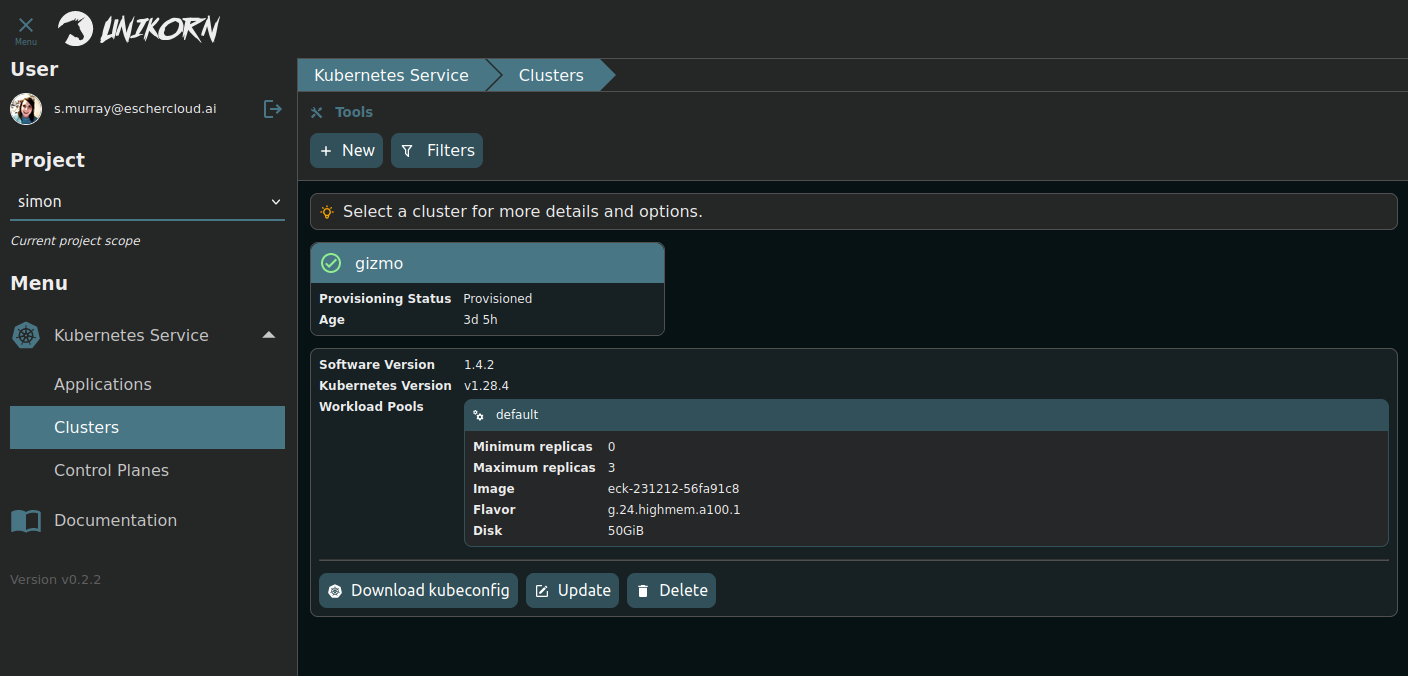 Menu
UNIKORN
User
s.murray@eschercloud.ai
Project
simon
Current project scope
Menu
Kubernetes Service
Applications
Clusters
Control Planes
Documentation
Version v0.2.2
Kubernetes Service Clusters
Tools
New Filters
Select a cluster for more details and options.
gizmo
Provisioning Status Provisioned
Age 3d 5h
Software Version 1.4.2
Kubernetes Version v1.28.4
Workload Pools default
Minimum replicas 0
Maximum replicas 3
Image eck-231212-56fa91c8
Flavor g.24.highmem.a100.1
Disk 50GiB
Download kubeconfig Update Delete